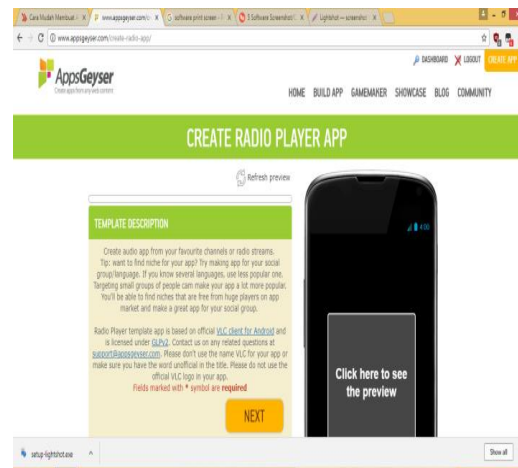 Cara Mudah Membuat
www.appsgeyser.com/c
software print screen -
5 Software Screenshot
Lightshot — screenshot
www.appsgeyser.com/create-radio-app/
DASHBOARD LOGOUT CREATE APP
AppsGeyser
Create apps from any web content
HOME BUILD APP GAMEMAKER SHOWCASE BLOG COMMUNITY
CREATE RADIO PLAYER APP
Refresh preview
TEMPLATE DESCRIPTION
Create audio app from your favourite channels or radio streams.
Tip: want to find niche for your app? Try making app for your social
group/language. If you know several languages, use less popular one.
Targeting small groups of people cam make your app a lot more popular.
You'll be able to find niches that are free from huge players on app
market and make a great app for your social group.
Radio Player template app is based on official VLC client for Android and
is licensed under GLPv2. Contact us on any related questions at
support@appsgeyser.com. Please don't use the name VLC for your app or
make sure you have the word unofficial in the title. Please do not use the
official VLC logo in your app.
Fields marked with * symbol are required
NEXT
4:00
Click here to see
the preview
setup-lightshot.exe
Show all